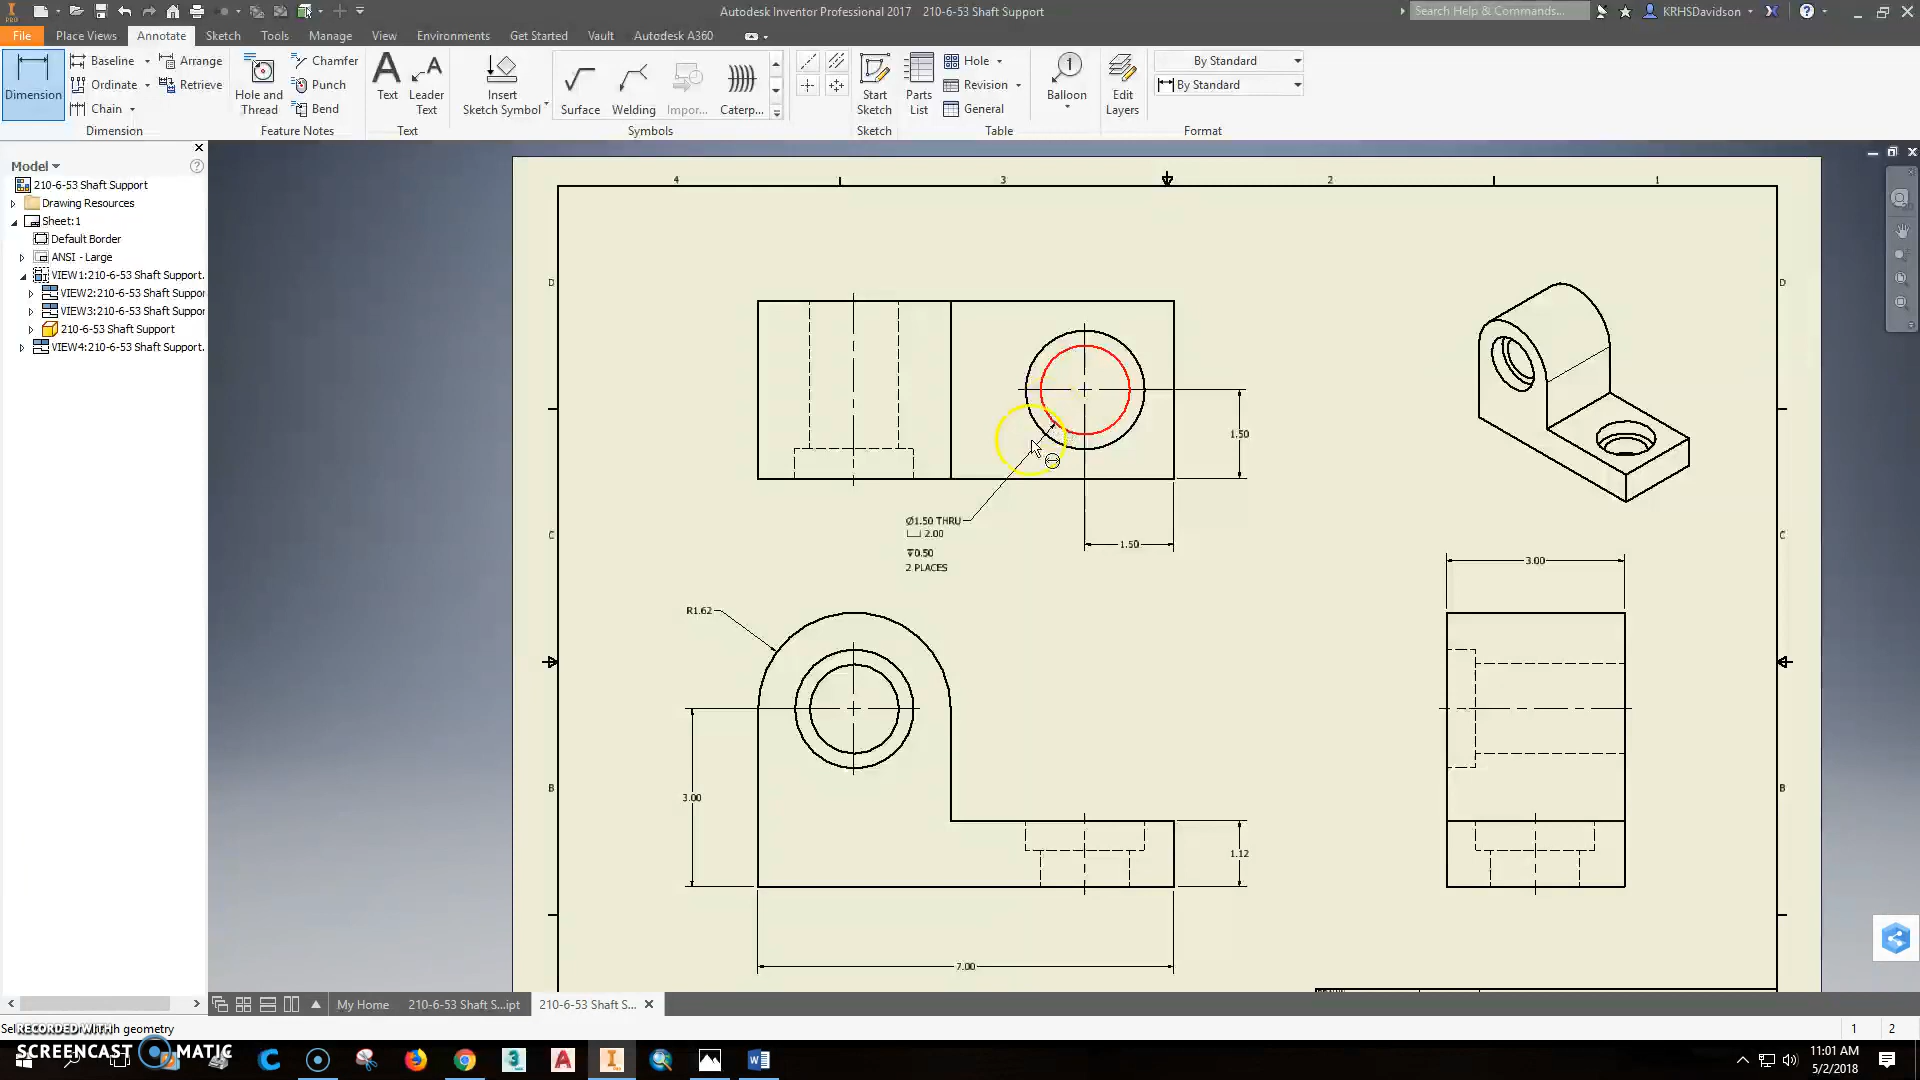 Autodesk Inventor Professional 2017 210-6-53 Shaft Support
Search Help & Commands...
KRHSDavidson
File Place Views Annotate Sketch Tools Manage View Environments Get Started Vault Autodesk A360
Dimension
Baseline
Ordinate
Chain
Arrange
Retrieve
Dimension
Hole and Thread
Chamfer
Punch
Bend
Feature Notes
Text
Leader Text
Text
Insert Sketch Symbol
Surface
Welding
Impor...
Caterp...
Symbols
Start Sketch
Sketch
Parts List
Hole
Revision
General
Table
Balloon
Edit Layers
By Standard
By Standard
Format
Model
210-6-53 Shaft Support
Drawing Resources
Sheet:1
Default Border
ANSI - Large
VIEW1:210-6-53 Shaft Support.
VIEW2:210-6-53 Shaft Suppor
VIEW3:210-6-53 Shaft Suppor
210-6-53 Shaft Support
VIEW4:210-6-53 Shaft Support.
4 3 2 1
D D
1.50
Ø1.50 THRU
⌴ 2.00
↧0.50
2 PLACES
1.50
C C
3.00
R1.62
3.00
B B
1.12
7.00
My Home 210-6-53 Shaft S...ipt 210-6-53 Shaft S...
Sel
h geometry
1 2
RECORDED WITH
SCREENCAST MATIC
11:01 AM
5/2/2018